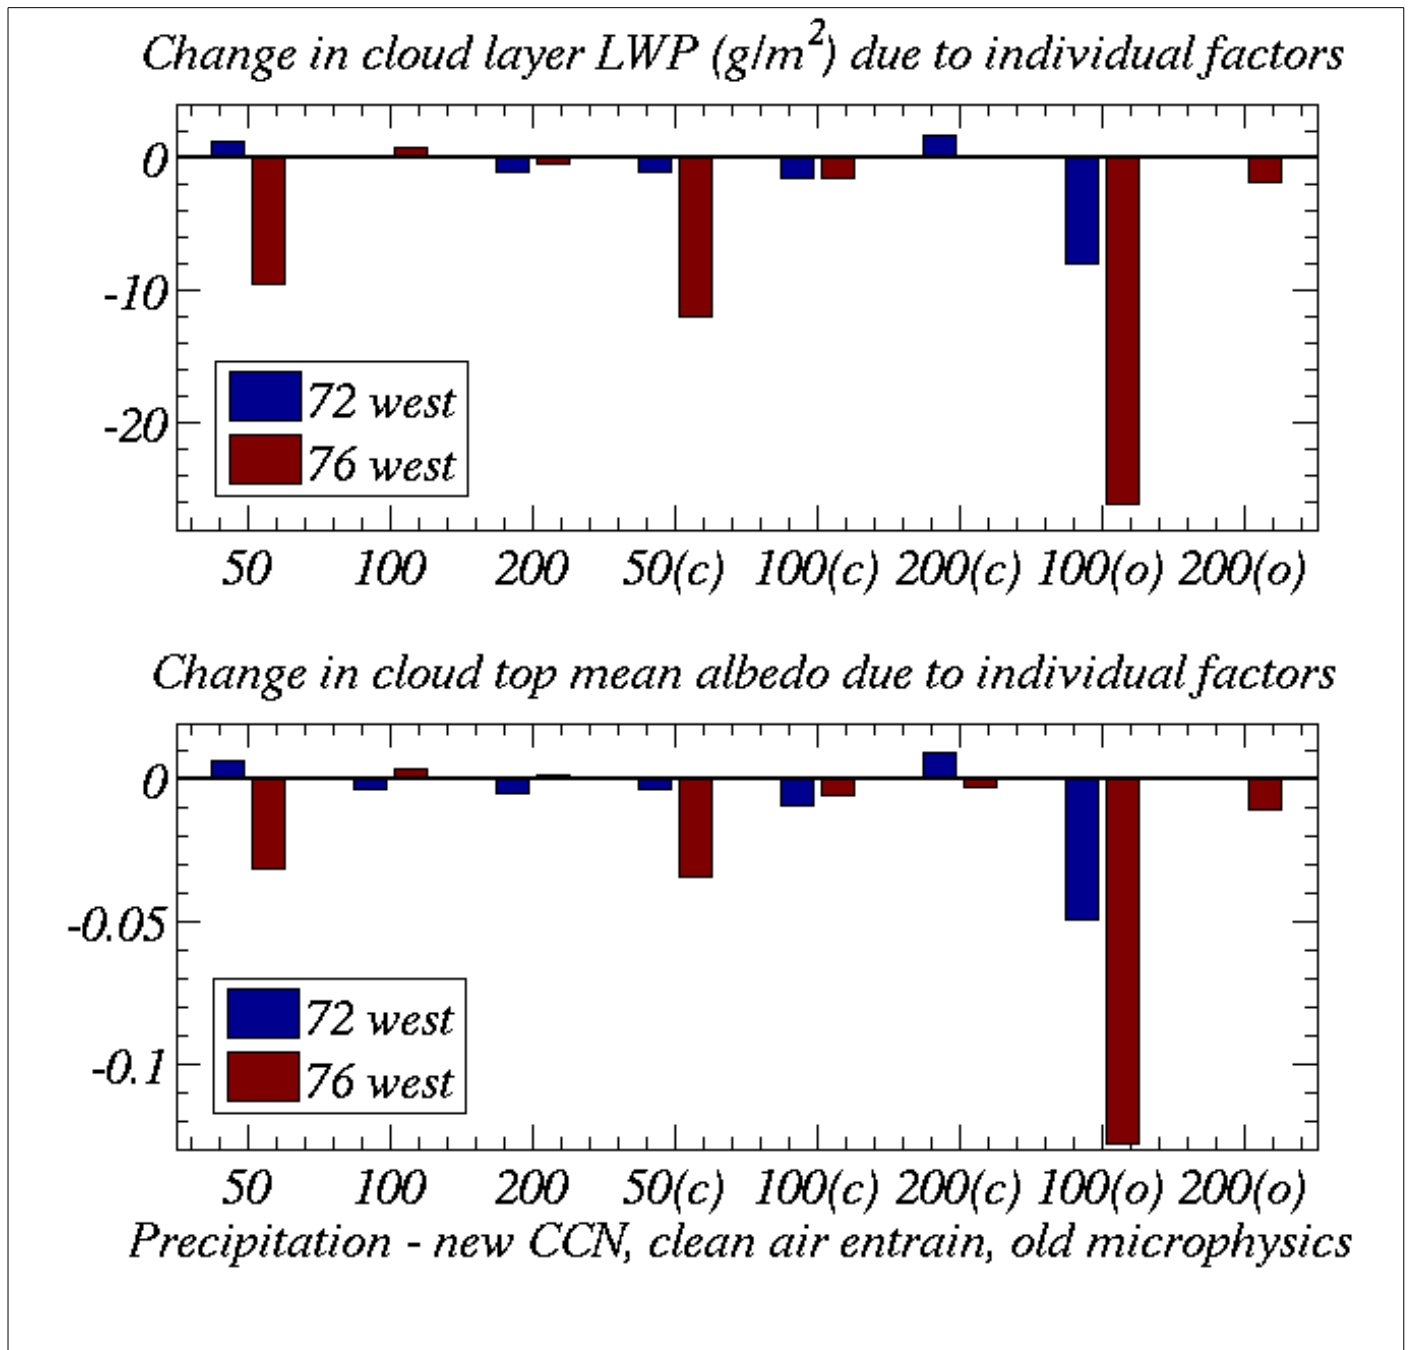 Change in cloud layer LWP (g/m²) due to individual factors
0
-10
-20
72 west
76 west
50 100 200 50(c) 100(c) 200(c) 100(o) 200(o)
Change in cloud top mean albedo due to individual factors
0
-0.05
-0.1
72 west
76 west
50 100 200 50(c) 100(c) 200(c) 100(o) 200(o)
Precipitation - new CCN, clean air entrain, old microphysics